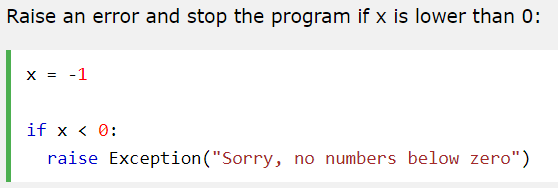 Raise an error and stop the program if x is lower than 0:
x = -1
if x < 0:
  raise Exception("Sorry, no numbers below zero")